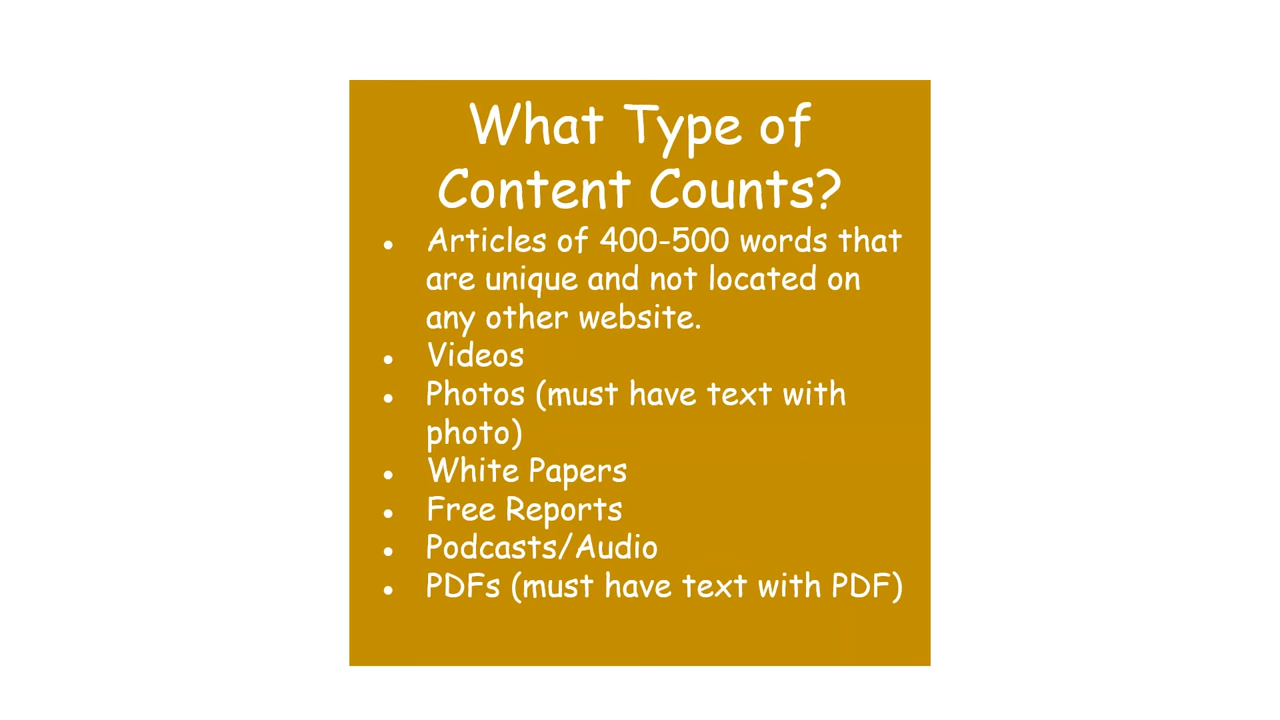 What Type of
Content Counts?
● Articles of 400-500 words that
are unique and not located on
any other website.
● Videos
● Photos (must have text with
photo)
● White Papers
● Free Reports
● Podcasts/Audio
● PDFs (must have text with PDF)